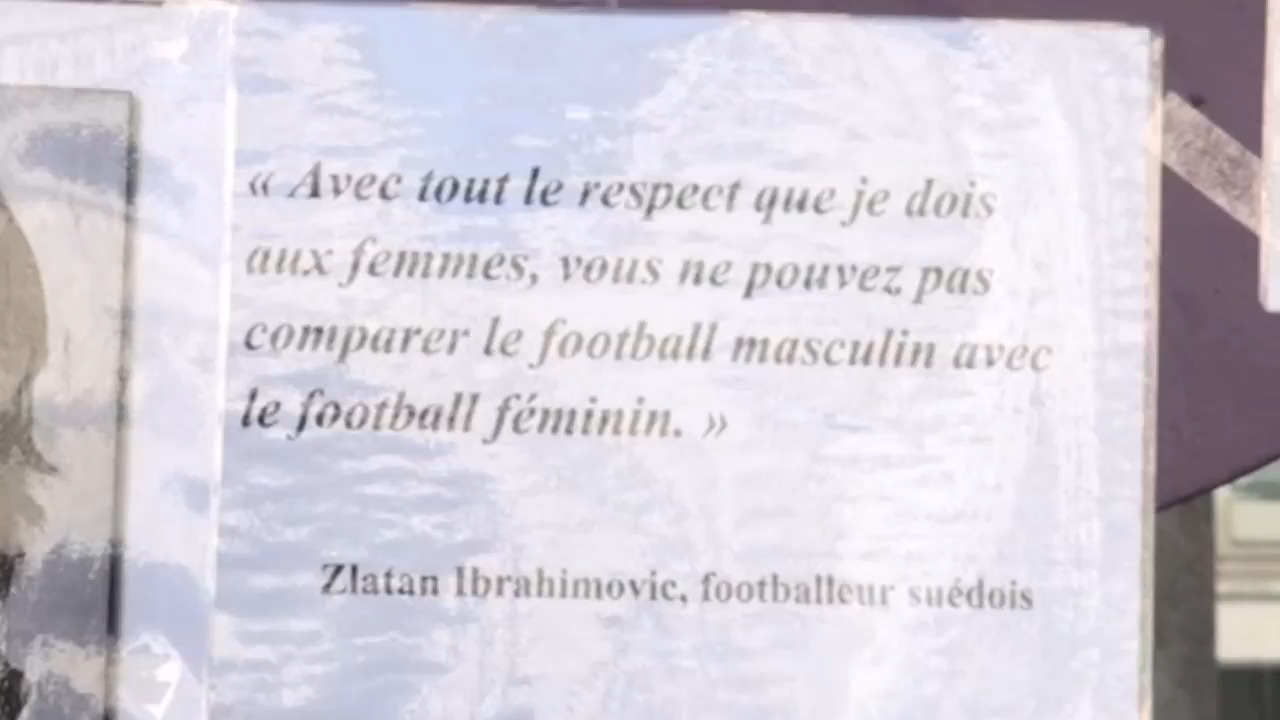 « Avec tout le respect que je dois
aux femmes, vous ne pouvez pas
comparer le football masculin avec
le football féminin. »
Zlatan Ibrahimovic, footballeur suédois